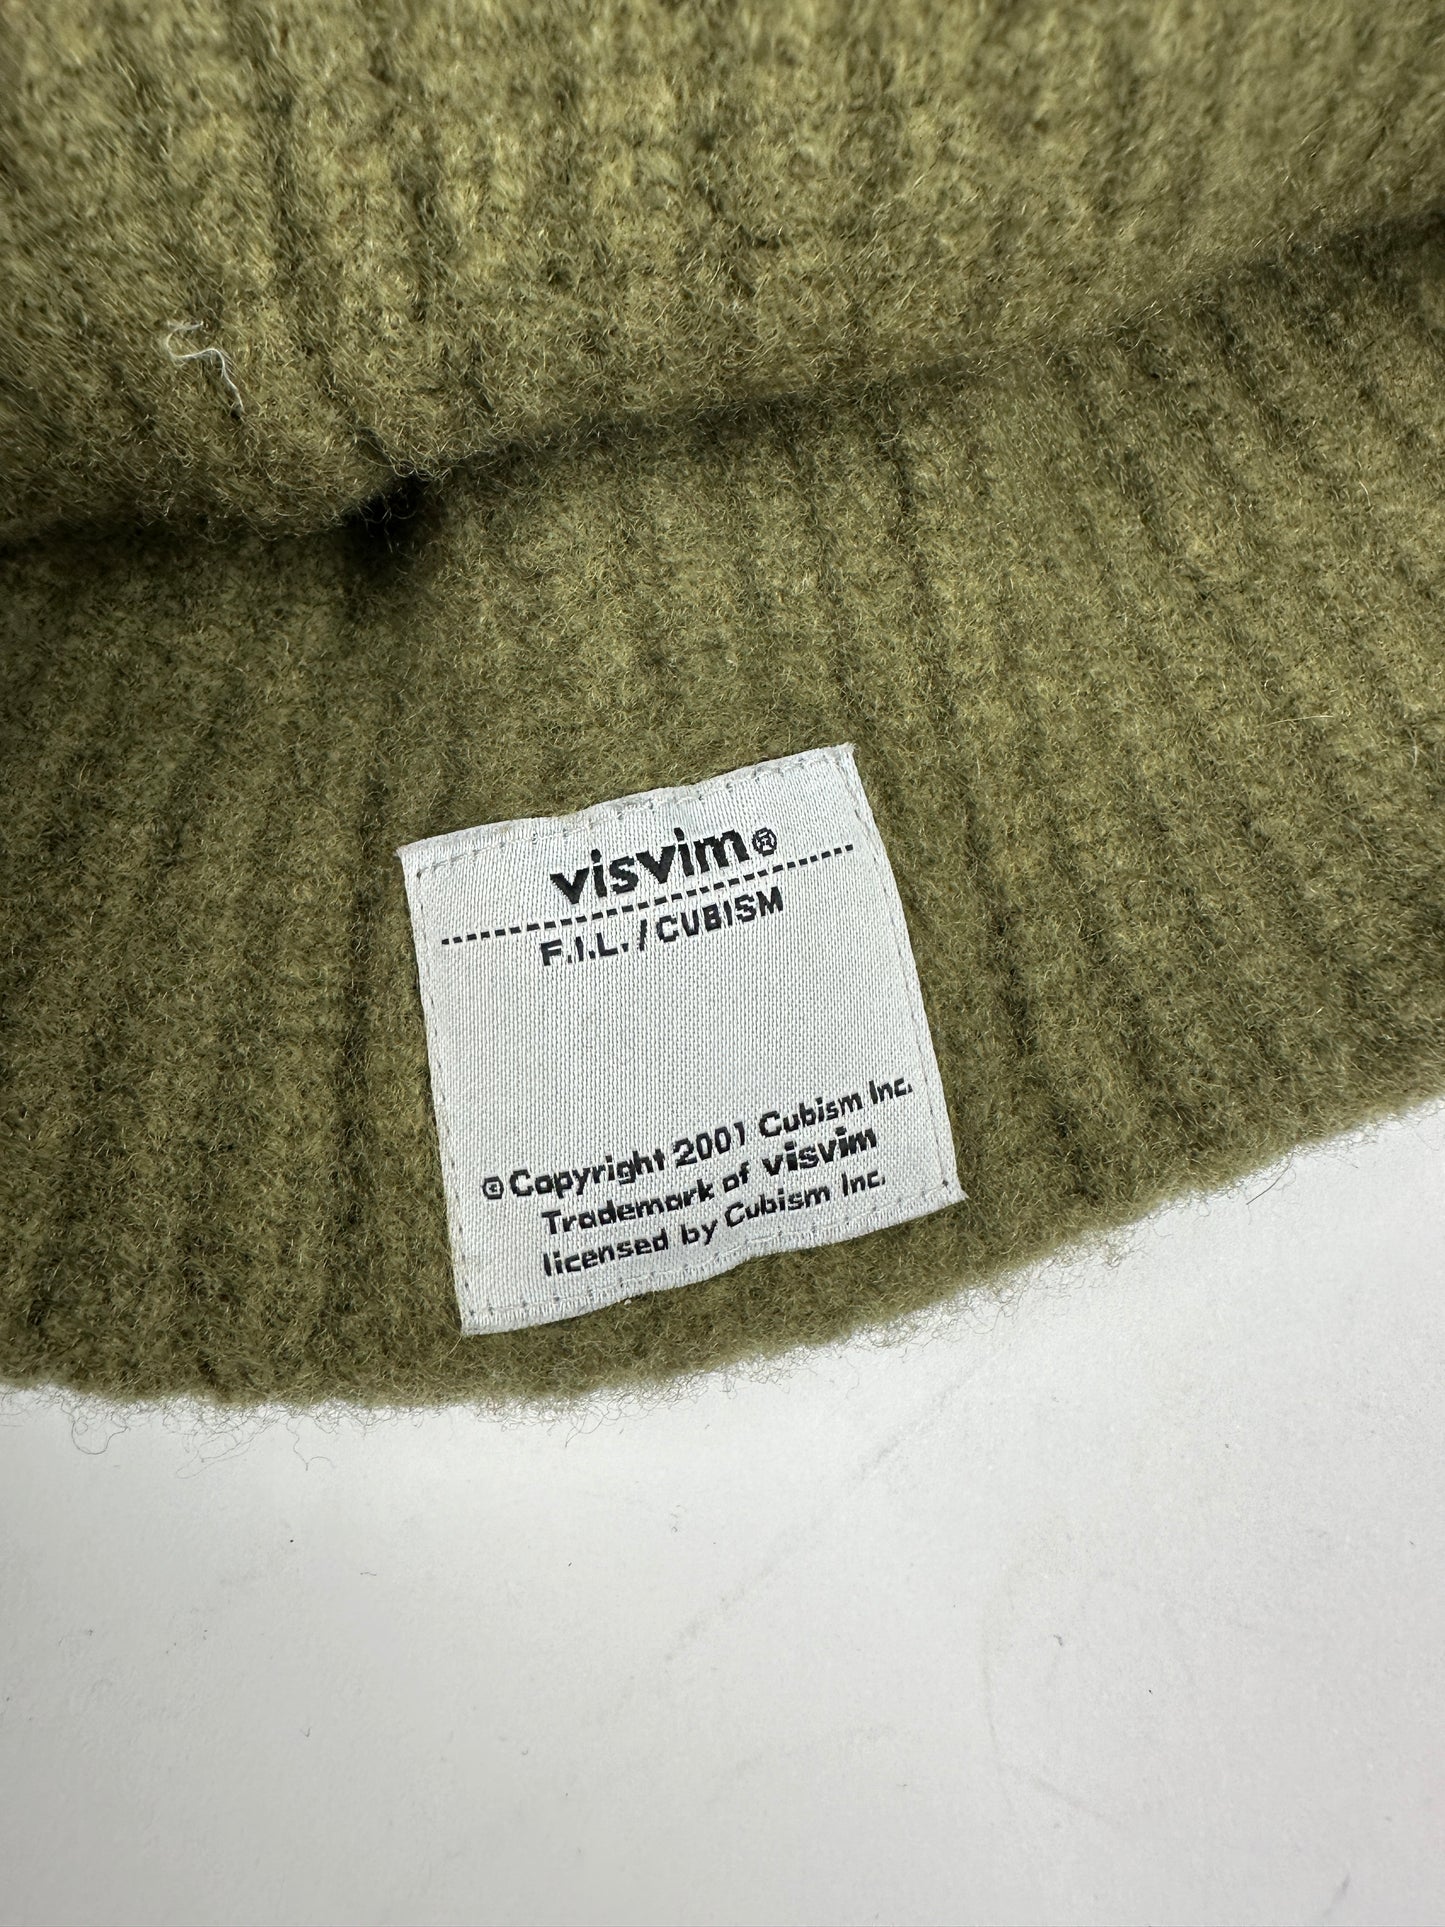 visvim®
F.I.L. / CUBISM
© Copyright 2001 Cubism Inc.
Trademark of visvim
licensed by Cubism Inc.